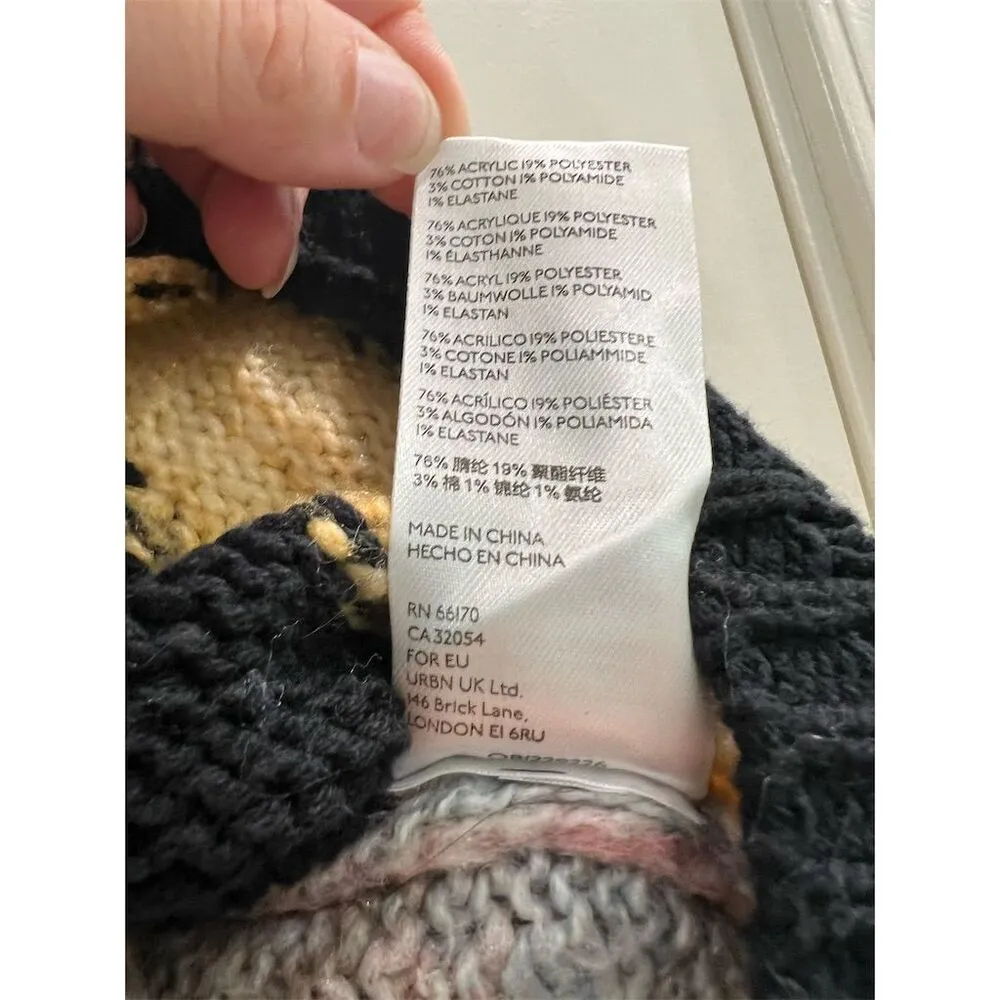 76% ACRYLIC 19% POLYESTER
3% COTTON 1% POLYAMIDE
1% ELASTANE
76% ACRYLIQUE 19% POLYESTER
3% COTON 1% POLYAMIDE
1% ÉLASTHANNE
76% ACRYL 19% POLYESTER
3% BAUMWOLLE 1% POLYAMID
1% ELASTAN
76% ACRILICO 19% POLIESTERE
3% COTONE 1% POLIAMMIDE
1% ELASTAN
76% ACRÍLICO 19% POLIÉSTER
3% ALGODÓN 1% POLIAMIDA
1% ELASTANE
76% 腈纶 19% 聚酯纤维
3% 棉 1% 锦纶 1% 氨纶
MADE IN CHINA
HECHO EN CHINA
RN 66170
CA 32054
FOR EU
URBN UK Ltd.
146 Brick Lane,
LONDON E1 6RU